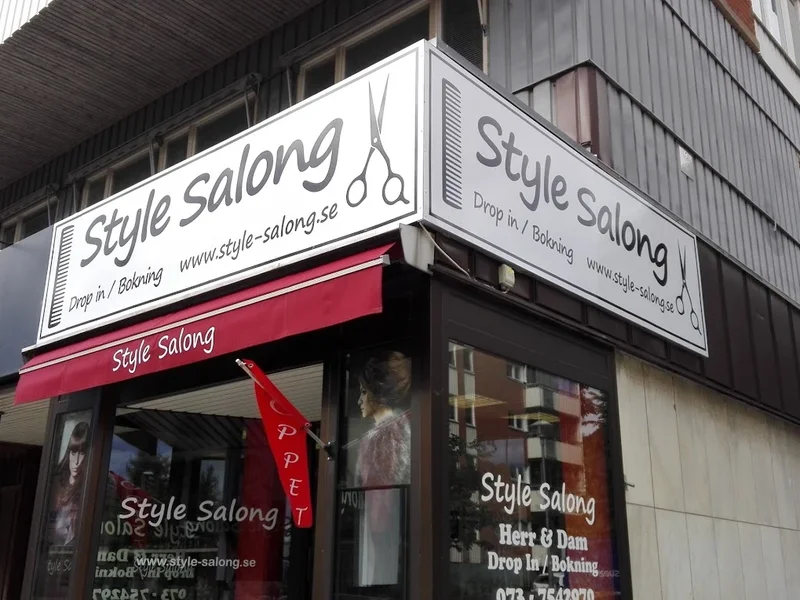 Style Salong
Drop in / Bokning www.style-salong.se
Style Salong
Drop in / Bokning www.style-salong.se
Style Salong
ÖPPET
Style Salong
www.style-salong.se
Style Salong
Herr & Dam
Drop In / Bokning